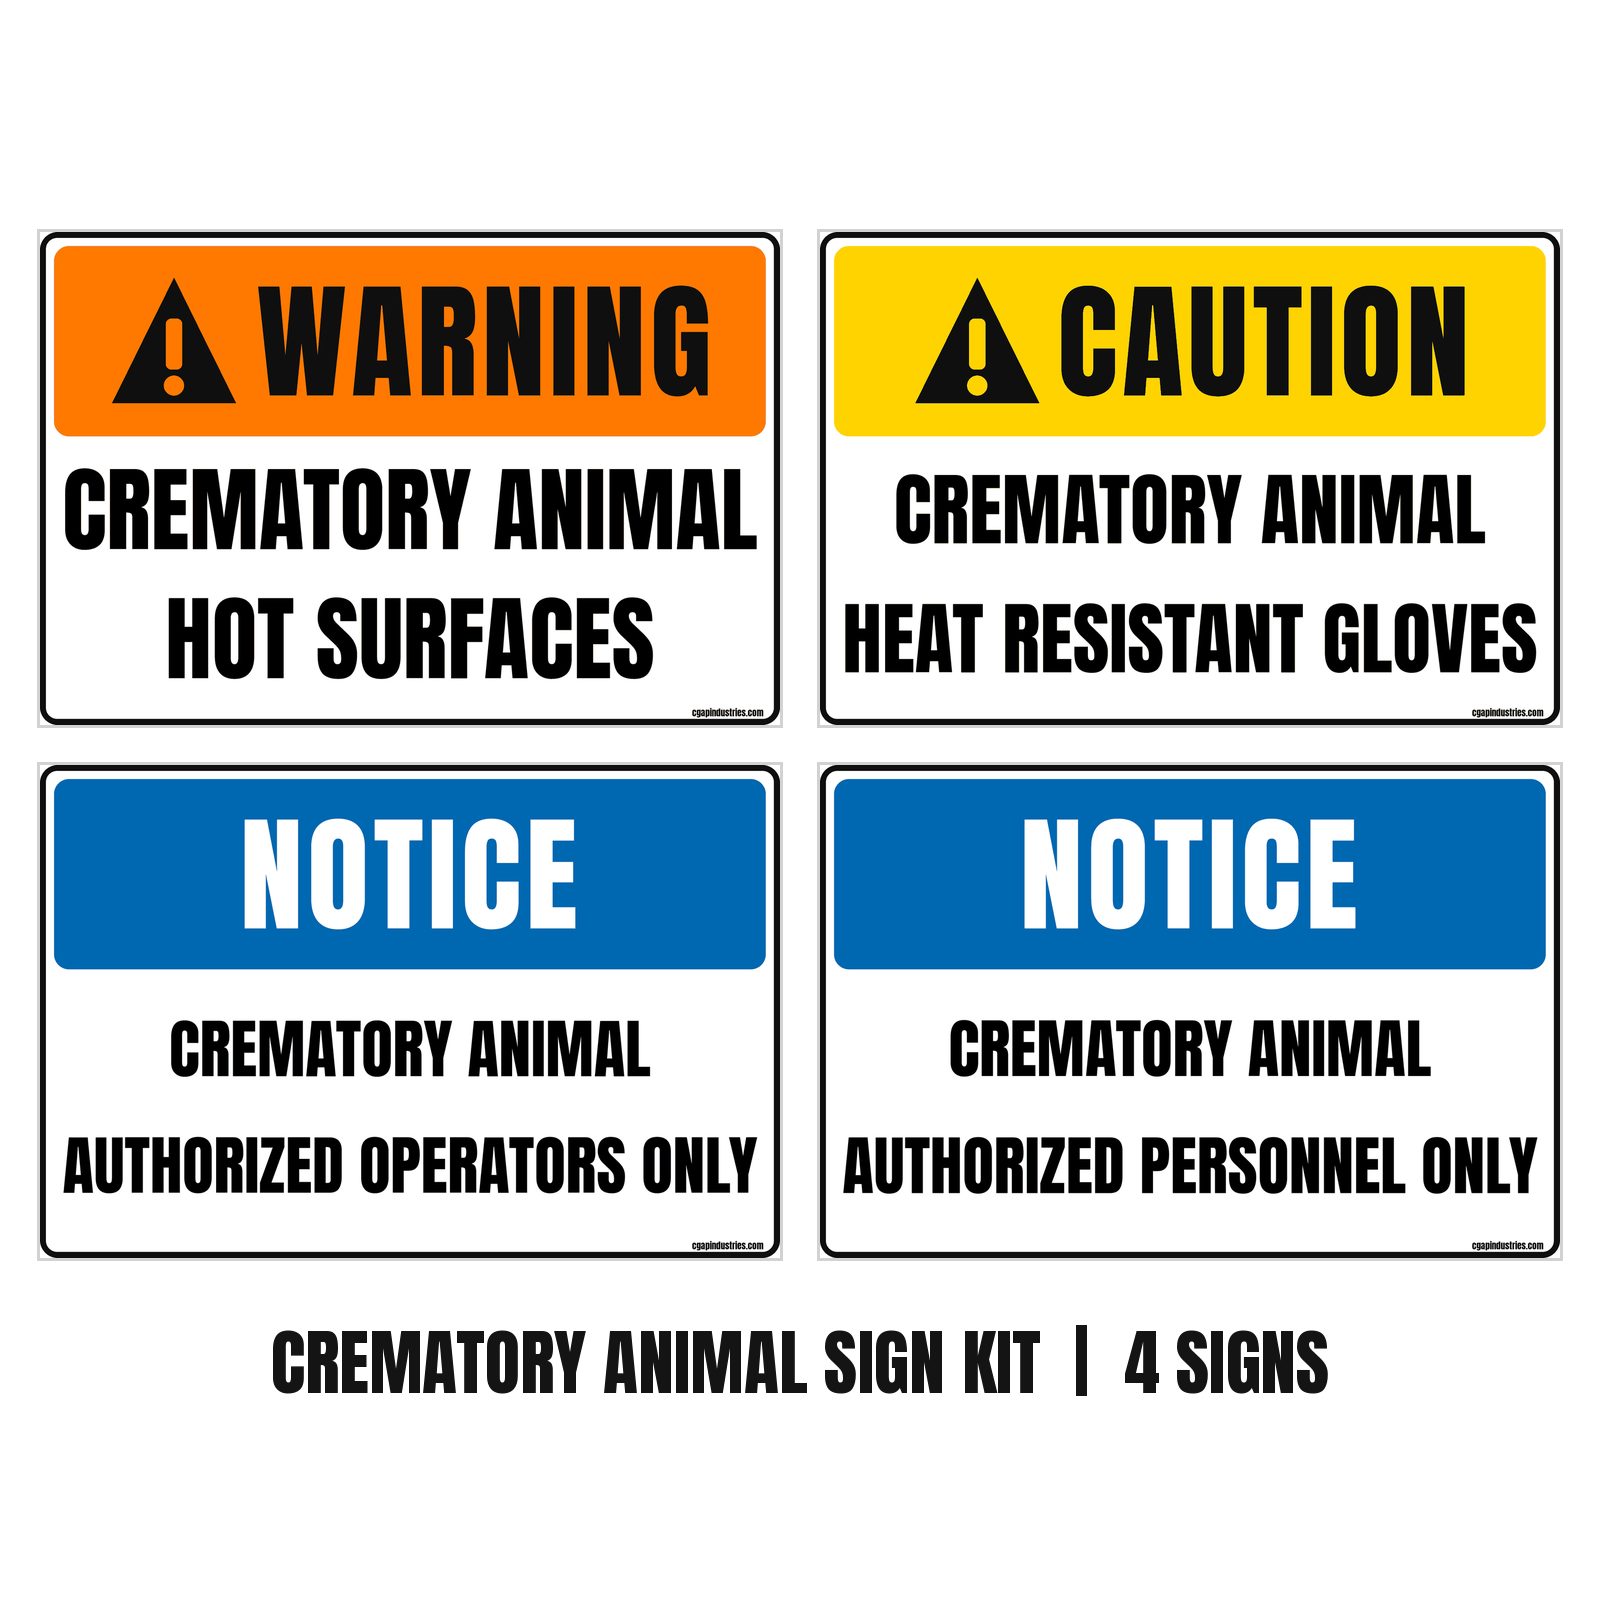 WARNING
CREMATORY ANIMAL
HOT SURFACES
cgapindustries.com
CAUTION
CREMATORY ANIMAL
HEAT RESISTANT GLOVES
cgapindustries.com
NOTICE
CREMATORY ANIMAL
AUTHORIZED OPERATORS ONLY
cgapindustries.com
NOTICE
CREMATORY ANIMAL
AUTHORIZED PERSONNEL ONLY
cgapindustries.com
CREMATORY ANIMAL SIGN KIT | 4 SIGNS